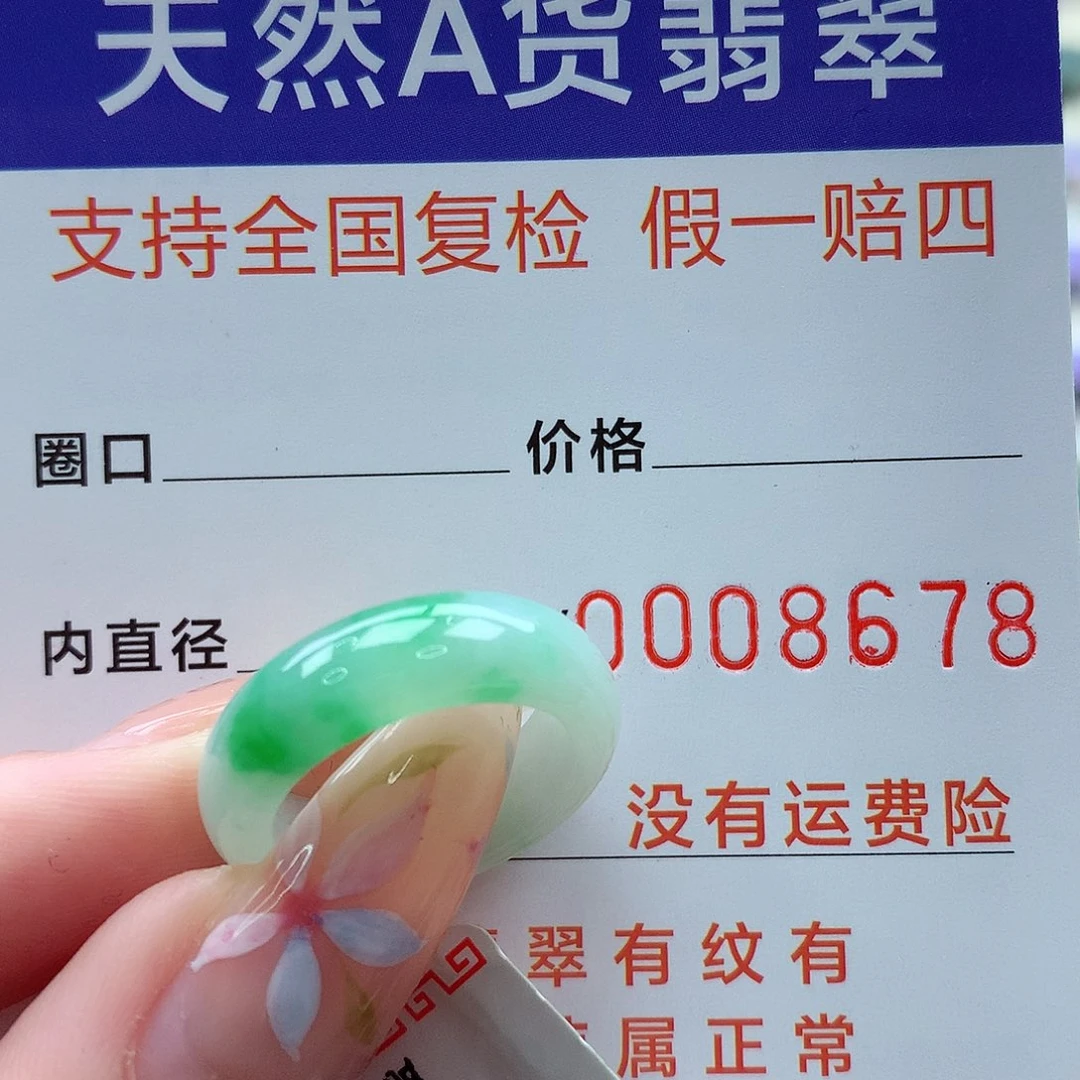 天然A货翡翠
支持全国复检 假一赔四
圈口 价格
内直径 0008678
没有运费险
翠有纹有
属正常